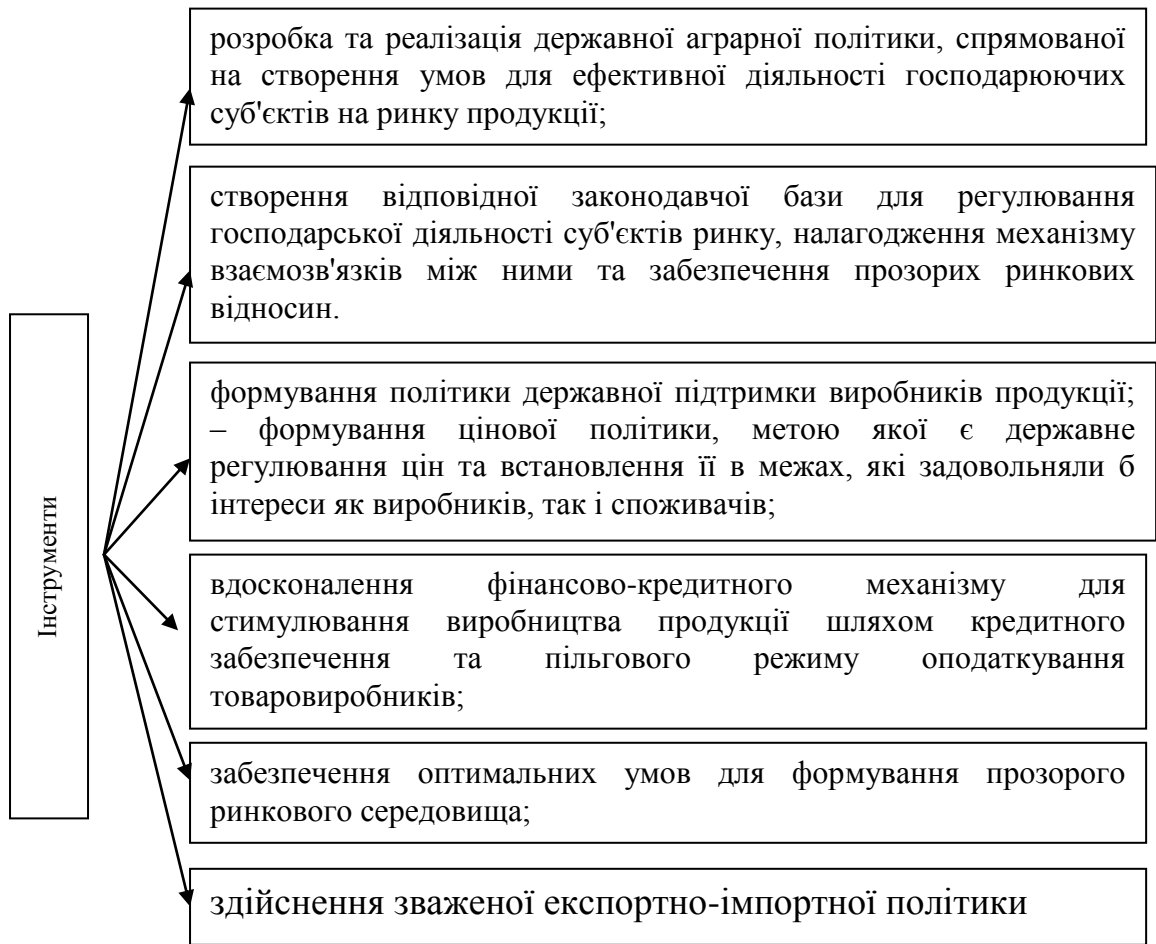 розробка та реалізація державної аграрної політики, спрямованої
на створення умов для ефективної діяльності господарюючих
суб'єктів на ринку продукції;
створення відповідної законодавчої бази для регулювання
господарської діяльності суб'єктів ринку, налагодження механізму
взаємозв'язків між ними та забезпечення прозорих ринкових
відносин.
Інструменти
формування політики державної підтримки виробників продукції;
– формування цінової політики, метою якої є державне
регулювання цін та встановлення її в межах, які задовольняли б
інтереси як виробників, так і споживачів;
вдосконалення фінансово-кредитного механізму для
стимулювання виробництва продукції шляхом кредитного
забезпечення та пільгового режиму оподаткування
товаровиробників;
забезпечення оптимальних умов для формування прозорого
ринкового середовища;
здійснення зваженої експортно-імпортної політики